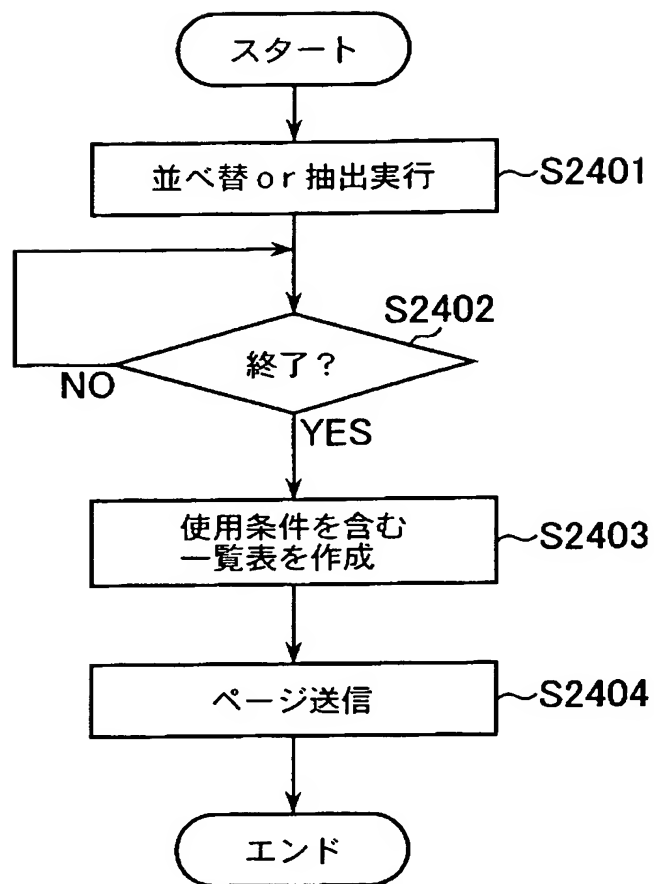 スタート
並べ替or抽出実行
S2401
S2402
終了？
NO
YES
使用条件を含む
一覧表を作成
S2403
ページ送信
S2404
エンド